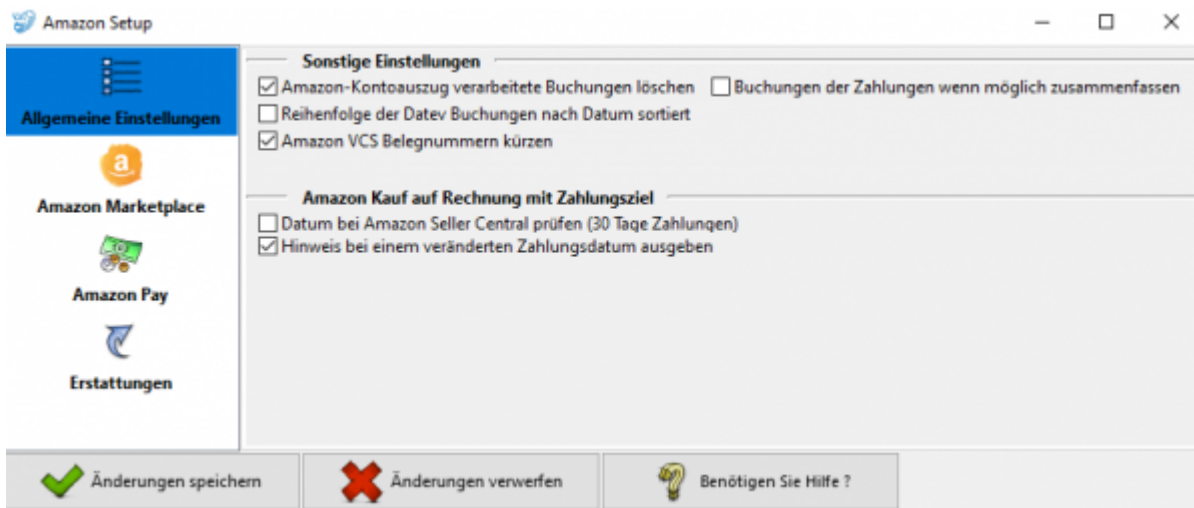 Amazon Setup
Allgemeine Einstellungen
Amazon Marketplace
Amazon Pay
Erstattungen
Sonstige Einstellungen
Amazon-Kontoauszug verarbeitete Buchungen löschen
Buchungen der Zahlungen wenn möglich zusammenfassen
Reihenfolge der Datev Buchungen nach Datum sortiert
Amazon VCS Belegnummern kürzen
Amazon Kauf auf Rechnung mit Zahlungsziel
Datum bei Amazon Seller Central prüfen (30 Tage Zahlungen)
Hinweis bei einem veränderten Zahlungsdatum ausgeben
Änderungen speichern
Änderungen verwerfen
Benötigen Sie Hilfe ?